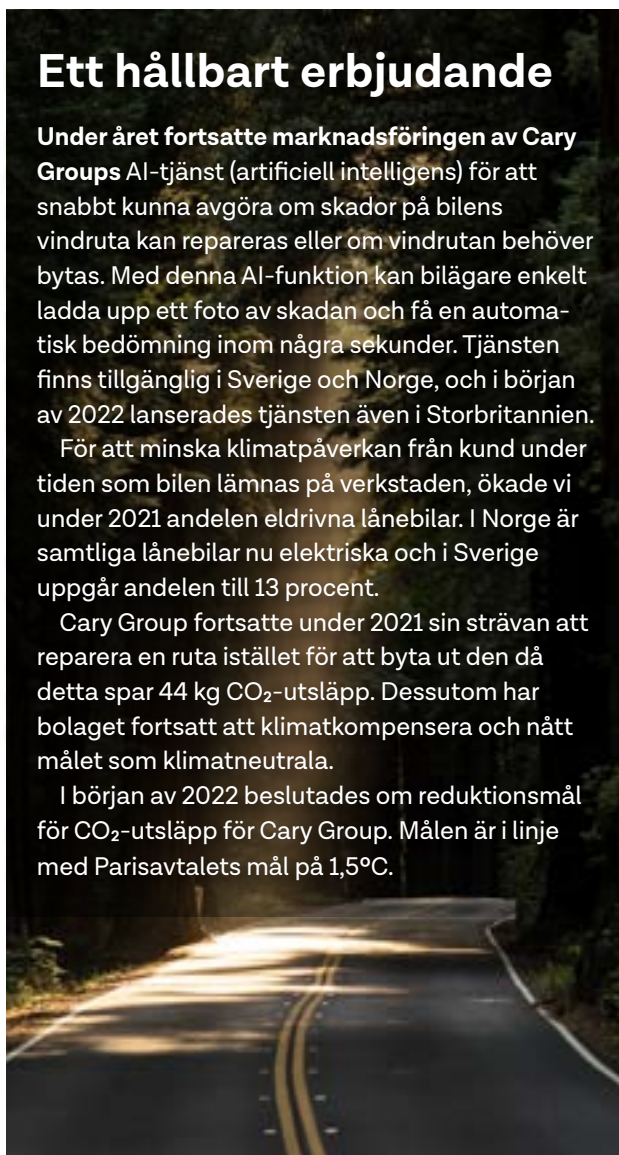 Ett hållbart erbjudande
Under året fortsatte marknadsföringen av Cary
Groups AI-tjänst (artificiell intelligens) för att
snabbt kunna avgöra om skador på bilens
vindruta kan repareras eller om vindrutan behöver
bytas. Med denna AI-funktion kan bilägare enkelt
ladda upp ett foto av skadan och få en automa-
tisk bedömning inom några sekunder. Tjänsten
finns tillgänglig i Sverige och Norge, och i början
av 2022 lanserades tjänsten även i Storbritannien.
För att minska klimatpåverkan från kund under
tiden som bilen lämnas på verkstaden, ökade vi
under 2021 andelen eldrivna lånebilar. I Norge är
samtliga lånebilar nu elektriska och i Sverige
uppgår andelen till 13 procent.
Cary Group fortsatte under 2021 sin strävan att
reparera en ruta istället för att byta ut den då
detta spar 44 kg CO₂-utsläpp. Dessutom har
bolaget fortsatt att klimatkompensera och nått
målet som klimatneutrala.
I början av 2022 beslutades om reduktionsmål
för CO₂-utsläpp för Cary Group. Målen är i linje
med Parisavtalets mål på 1,5°C.